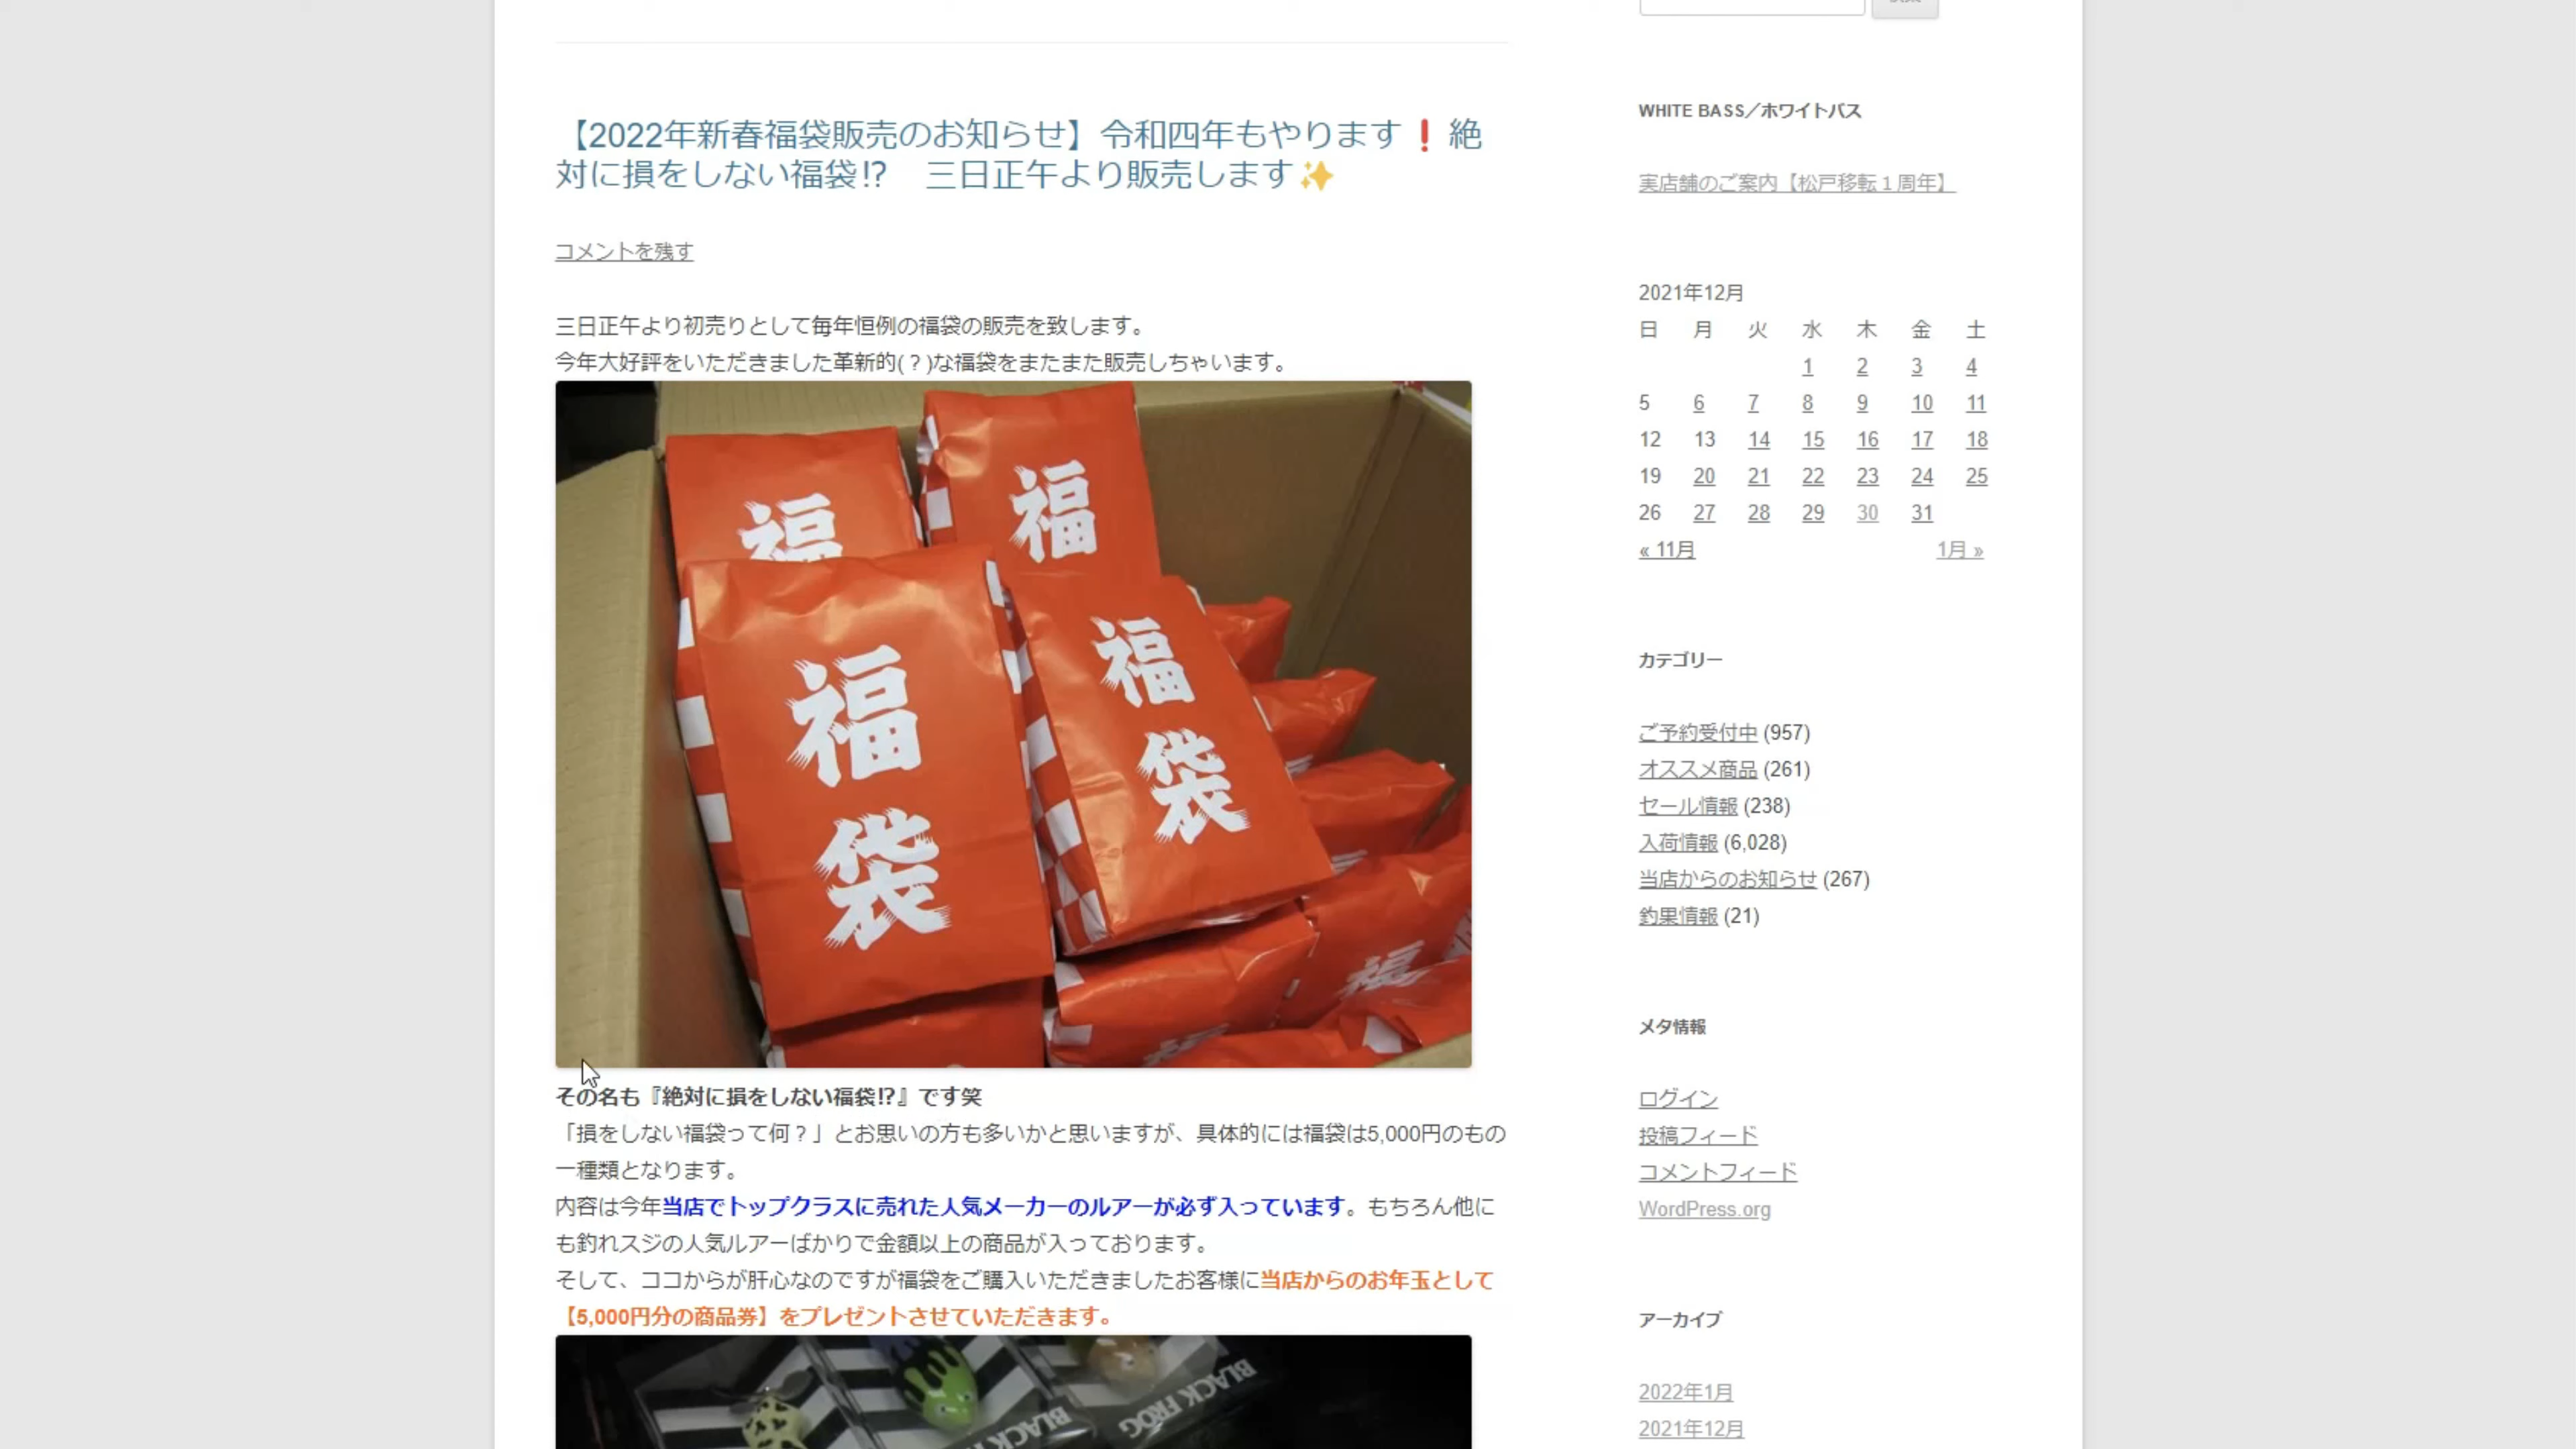 【2022年新春福袋販売のお知らせ】令和四年もやります❗絶
対に損をしない福袋⁉　三日正午より販売します✨
コメントを残す
三日正午より初売りとして毎年恒例の福袋の販売を致します。
今年大好評をいただきました革新的(？)な福袋をまたまた販売しちゃいます。
福
福
福
袋
福
袋
福
その名も『絶対に損をしない福袋⁉』です笑
「損をしない福袋って何？」とお思いの方も多いかと思いますが、具体的には福袋は5,000円のもの
一種類となります。
内容は今年当店でトップクラスに売れた人気メーカーのルアーが必ず入っています。もちろん他に
も釣れスジの人気ルアーばかりで金額以上の商品が入っております。
そして、ココからが肝心なのですが福袋をご購入いただきましたお客様に当店からのお年玉として
【5,000円分の商品券】をプレゼントさせていただきます。
BLACK
BLACK FROG
WHITE BASS／ホワイトバス
実店舗のご案内【松戸移転１周年】
2021年12月
日 月 火 水 木 金 土
1 2 3 4
5 6 7 8 9 10 11
12 13 14 15 16 17 18
19 20 21 22 23 24 25
26 27 28 29 30 31
« 11月 1月 »
カテゴリー
ご予約受付中 (957)
オススメ商品 (261)
セール情報 (238)
入荷情報 (6,028)
当店からのお知らせ (267)
釣果情報 (21)
メタ情報
ログイン
投稿フィード
コメントフィード
WordPress.org
アーカイブ
2022年1月
2021年12月